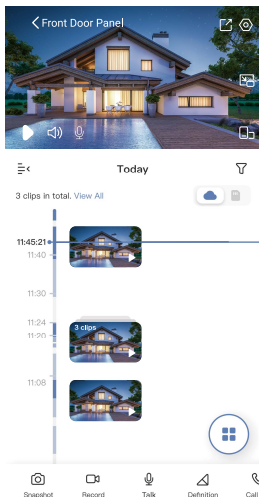 Front Door Panel
Today
3 clips in total. View All
11:45:21
11:40
11:30
11:24
3 clips
11:20
11:08
Snapshot Record Talk Definition Call